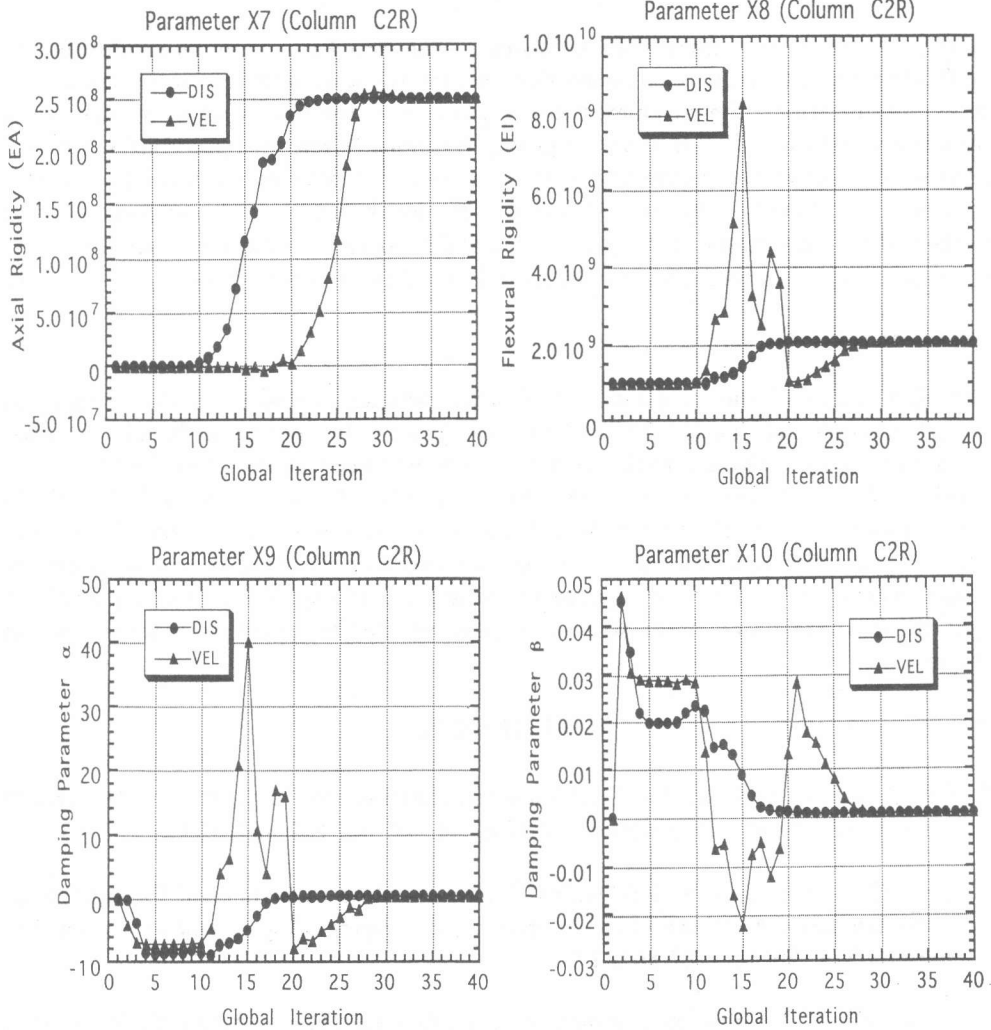 Parameter X7 (Column C2R)
Axial Rigidity (EA)
3.0 10^8
2.5 10^8
2.0 10^8
1.5 10^8
1.0 10^8
5.0 10^7
0
-5.0 10^7
DIS
VEL
0 5 10 15 20 25 30 35 40
Global Iteration
Parameter X8 (Column C2R)
Flexural Rigidity (EI)
1.0 10^10
8.0 10^9
6.0 10^9
4.0 10^9
2.0 10^9
0
DIS
VEL
0 5 10 15 20 25 30 35 40
Global Iteration
Parameter X9 (Column C2R)
Damping Parameter α
50
40
30
20
10
0
-10
DIS
VEL
0 5 10 15 20 25 30 35 40
Global Iteration
Parameter X10 (Column C2R)
Damping Parameter β
0.05
0.04
0.03
0.02
0.01
0
-0.01
-0.02
-0.03
DIS
VEL
0 5 10 15 20 25 30 35 40
Global Iteration